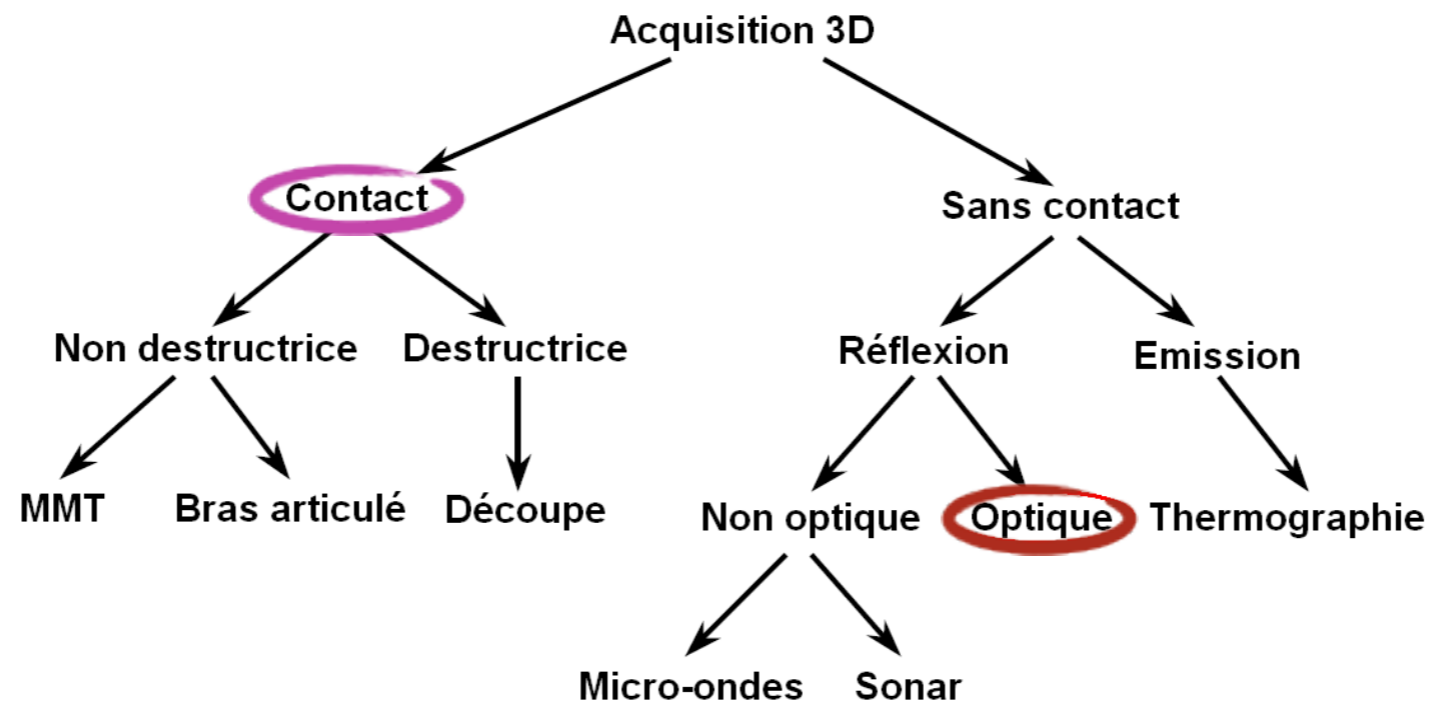 Acquisition 3D
Contact
Sans contact
Non destructrice
Destructrice
Réflexion
Emission
MMT
Bras articulé
Découpe
Non optique
Optique
Thermographie
Micro-ondes
Sonar